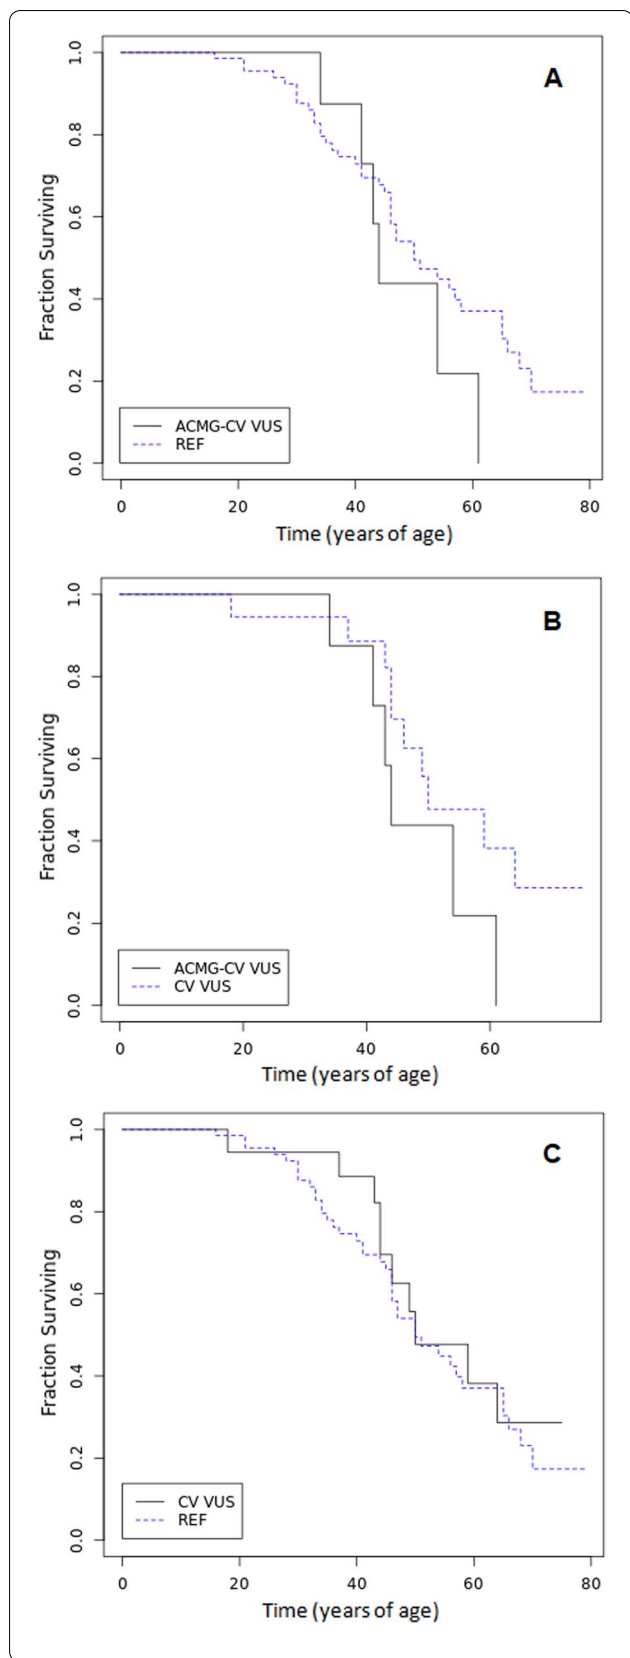 A
1.0
0.8
0.6
0.4
0.2
0.0
Fraction Surviving
ACMG-CV VUS
REF
0 20 40 60 80
Time (years of age)
B
1.0
0.8
0.6
0.4
0.2
0.0
Fraction Surviving
ACMG-CV VUS
CV VUS
0 20 40 60
Time (years of age)
C
1.0
0.8
0.6
0.4
0.2
0.0
Fraction Surviving
CV VUS
REF
0 20 40 60 80
Time (years of age)